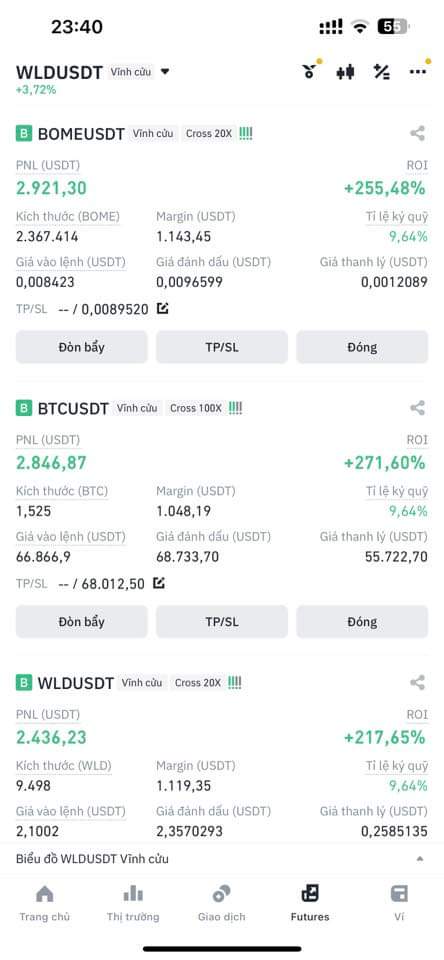 23:40
55
WLDUSDT Vĩnh cửu
+3,72%
B BOMEUSDT Vĩnh cửu Cross 20X !!!!
PNL (USDT) ROI
2.921,30 +255,48%
Kích thước (BOME) Margin (USDT) Tỉ lệ ký quỹ
2.367.414 1.143,45 9,64%
Giá vào lệnh (USDT) Giá đánh dấu (USDT) Giá thanh lý (USDT)
0,008423 0,0096599 0,0012089
TP/SL -- / 0,0089520
Đòn bẩy TP/SL Đóng
B BTCUSDT Vĩnh cửu Cross 100X !!!!
PNL (USDT) ROI
2.846,87 +271,60%
Kích thước (BTC) Margin (USDT) Tỉ lệ ký quỹ
1,525 1.048,19 9,64%
Giá vào lệnh (USDT) Giá đánh dấu (USDT) Giá thanh lý (USDT)
66.866,9 68.733,70 55.722,70
TP/SL -- / 68.012,50
Đòn bẩy TP/SL Đóng
B WLDUSDT Vĩnh cửu Cross 20X !!!!
PNL (USDT) ROI
2.436,23 +217,65%
Kích thước (WLD) Margin (USDT) Tỉ lệ ký quỹ
9.498 1.119,35 9,64%
Giá vào lệnh (USDT) Giá đánh dấu (USDT) Giá thanh lý (USDT)
2,1002 2,3570293 0,2585135
Biểu đồ WLDUSDT Vĩnh cửu
Trang chủ Thị trường Giao dịch Futures Ví